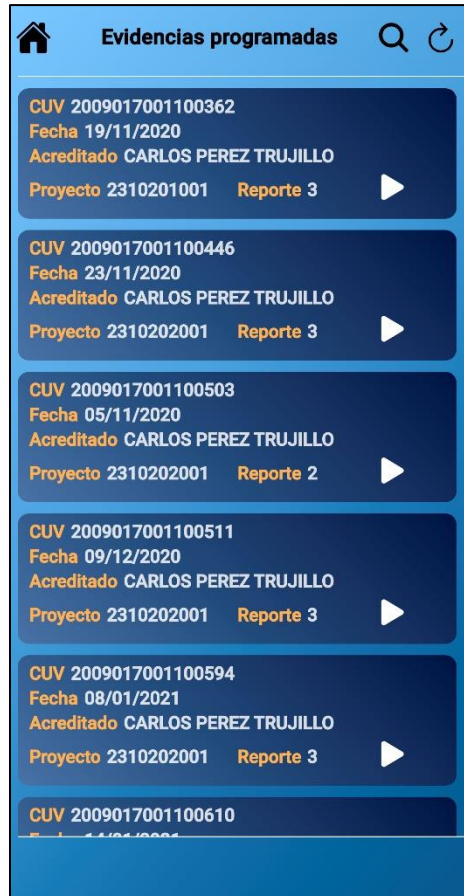 Evidencias programadas
CUV 2009017001100362
Fecha 19/11/2020
Acreditado CARLOS PEREZ TRUJILLO
Proyecto 2310201001 Reporte 3
CUV 2009017001100446
Fecha 23/11/2020
Acreditado CARLOS PEREZ TRUJILLO
Proyecto 2310202001 Reporte 3
CUV 2009017001100503
Fecha 05/11/2020
Acreditado CARLOS PEREZ TRUJILLO
Proyecto 2310202001 Reporte 2
CUV 2009017001100511
Fecha 09/12/2020
Acreditado CARLOS PEREZ TRUJILLO
Proyecto 2310202001 Reporte 3
CUV 2009017001100594
Fecha 08/01/2021
Acreditado CARLOS PEREZ TRUJILLO
Proyecto 2310202001 Reporte 3
CUV 2009017001100610